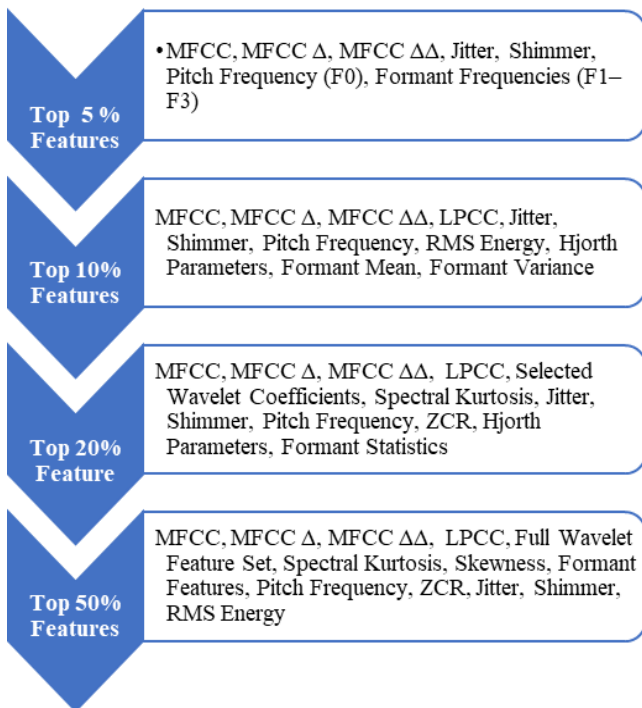 •MFCC, MFCC Δ, MFCC ΔΔ, Jitter, Shimmer,
Pitch Frequency (F0), Formant Frequencies (F1–
F3)
Top 5 %
Features
MFCC, MFCC Δ, MFCC ΔΔ, LPCC, Jitter,
Shimmer, Pitch Frequency, RMS Energy, Hjorth
Parameters, Formant Mean, Formant Variance
Top 10%
Features
MFCC, MFCC Δ, MFCC ΔΔ, LPCC, Selected
Wavelet Coefficients, Spectral Kurtosis, Jitter,
Shimmer, Pitch Frequency, ZCR, Hjorth
Parameters, Formant Statistics
Top 20%
Feature
MFCC, MFCC Δ, MFCC ΔΔ, LPCC, Full Wavelet
Feature Set, Spectral Kurtosis, Skewness, Formant
Features, Pitch Frequency, ZCR, Jitter, Shimmer,
RMS Energy
Top 50%
Features